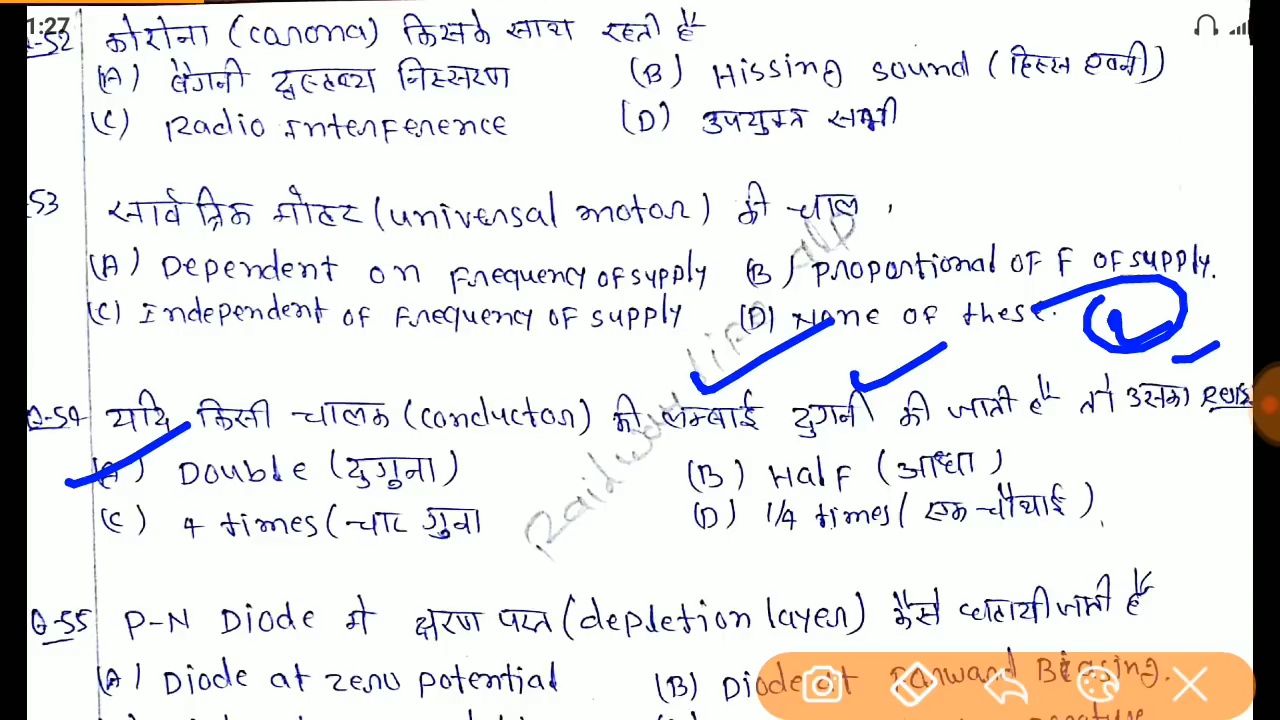 1:27
Q-52 कोरोना (corona) किसके साथ रहती है
(A) बैगनी दृश्य निस्सरण (B) Hissing sound (हिस्स ध्वनी)
(C) Radio interference (D) उपयुक्त सभी
53 सार्वत्रिक मोटर (universal motor) की चाल
(A) Dependent on Frequency of supply (B) Proportional OF F OF supply.
(C) Independent of Frequency of supply (D) None of these.
Q-54 यदि किसी चालक (conductor) की लम्बाई दुगनी की जाती है तो उसका
(A) Double (दुगुना) (B) Half (आधा)
(C) 4 times (चार गुना (D) 1/4 times (एक चौथाई)
Railway
Q-55 P-N Diode मे क्षरण परत (depletion layer) कैसे जाती है
(A) Diode at zero potential (B) Diode at Forward Biasing.